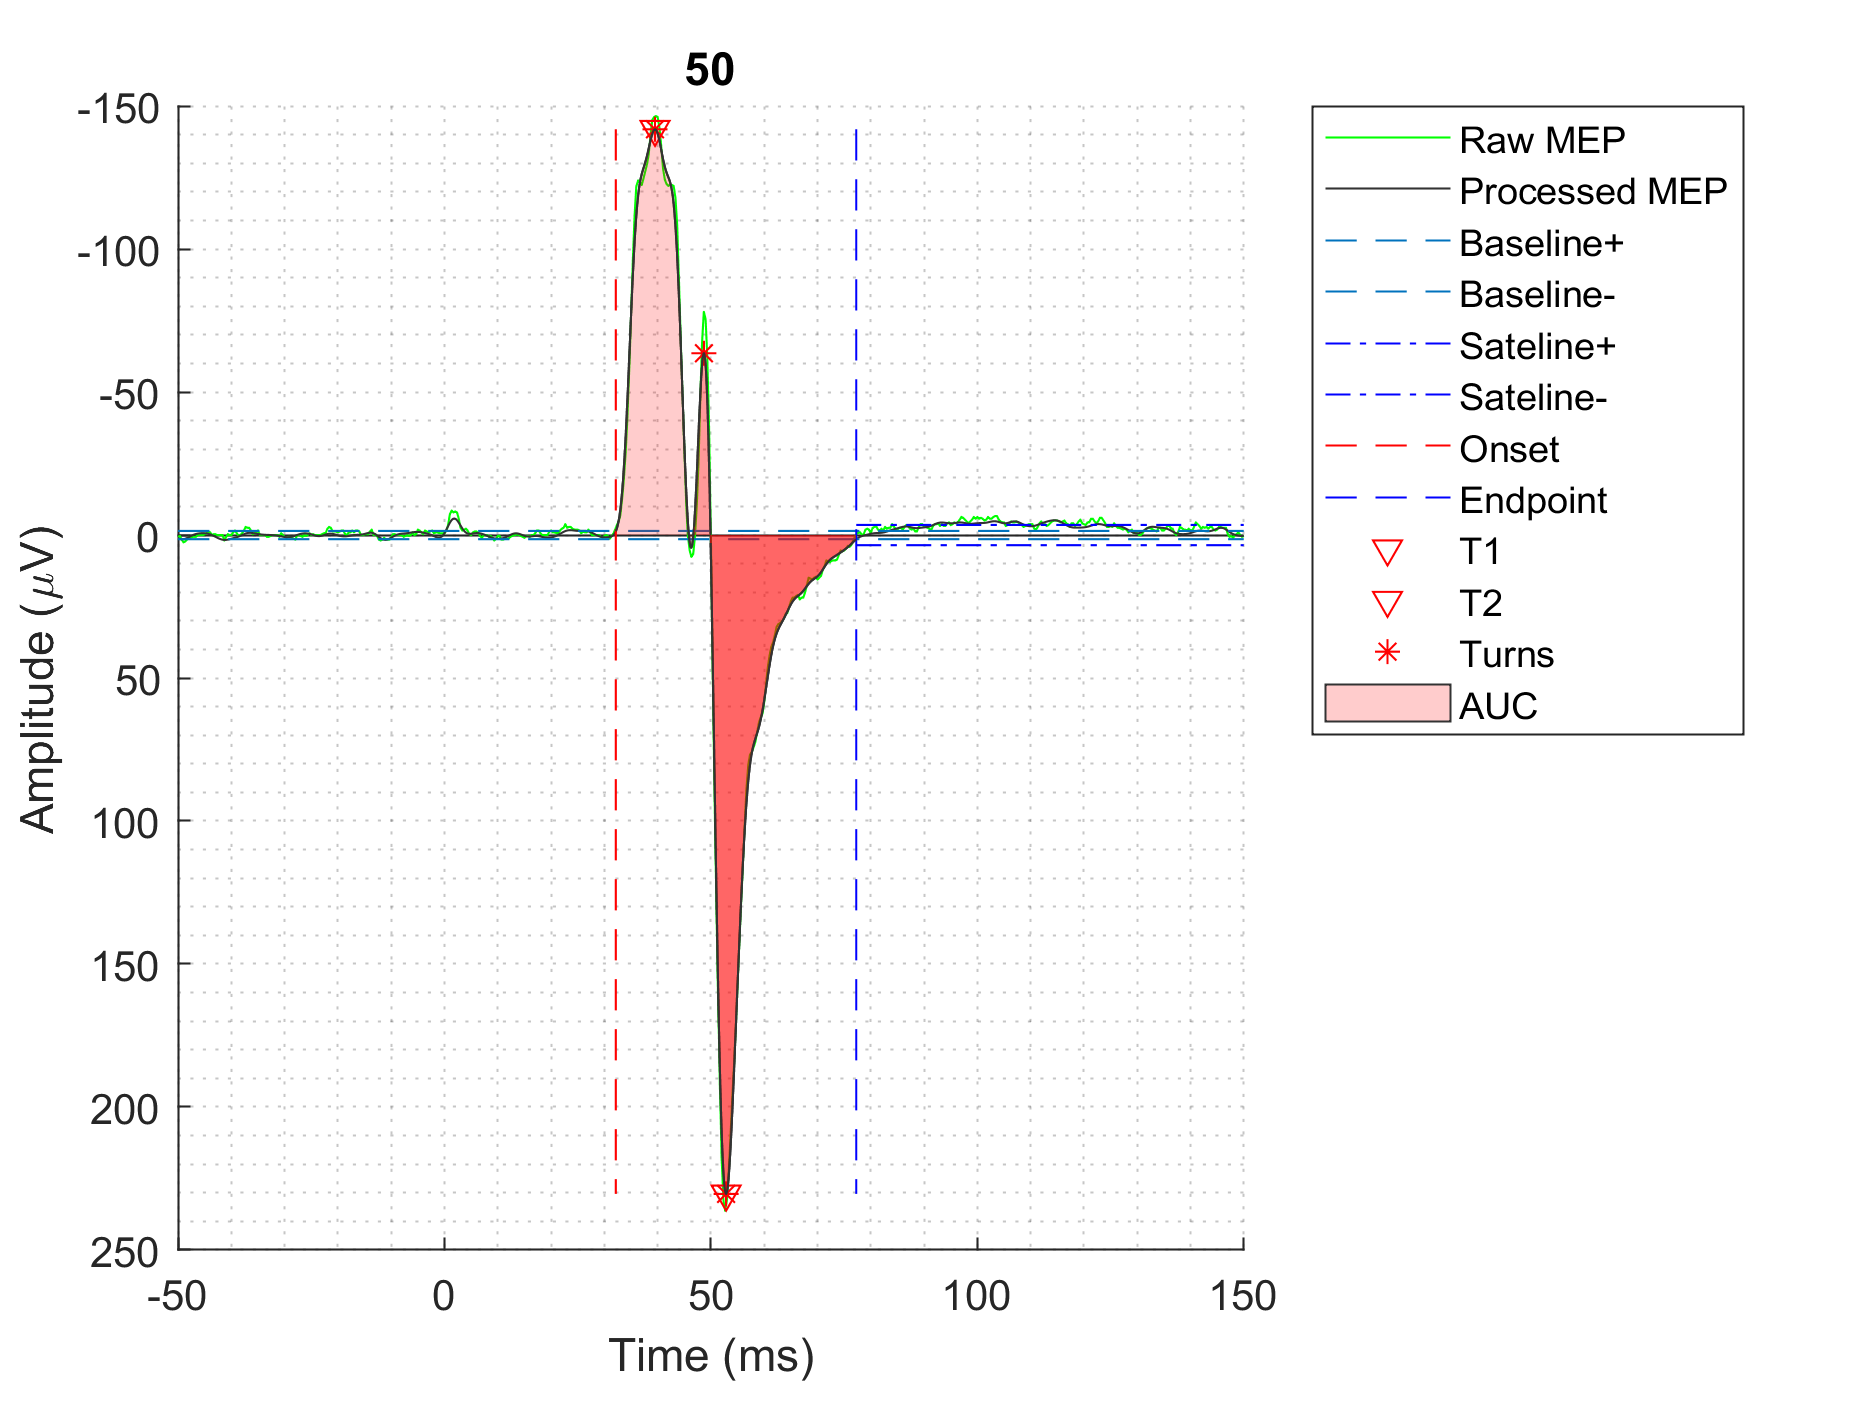 50
-150
-100
-50
0
50
100
150
200
250
Amplitude (μV)
-50
0
50
100
150
Time (ms)
Raw MEP
Processed MEP
Baseline+
Baseline-
Sateline+
Sateline-
Onset
Endpoint
T1
T2
Turns
AUC